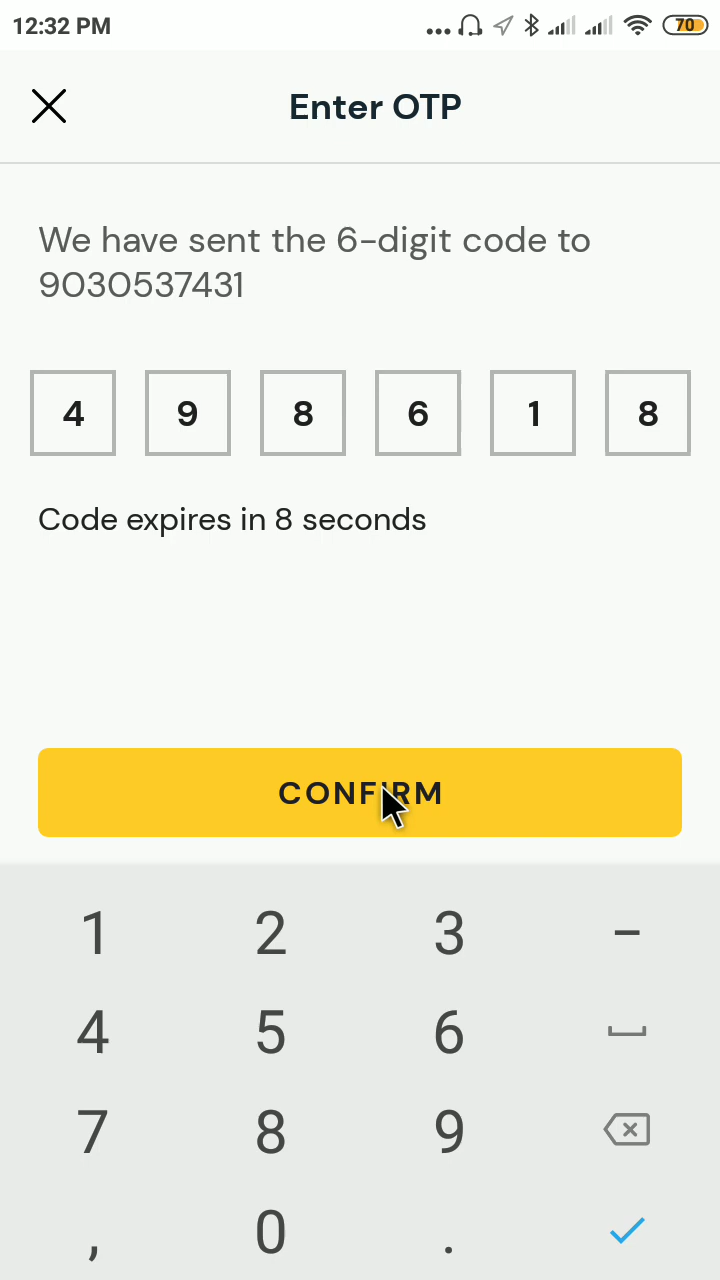 12:32 PM
70
Enter OTP
We have sent the 6-digit code to
9030537431
4 9 8 6 1 8
Code expires in 8 seconds
CONFIRM
1 2 3 -
4 5 6
7 8 9
, 0 .